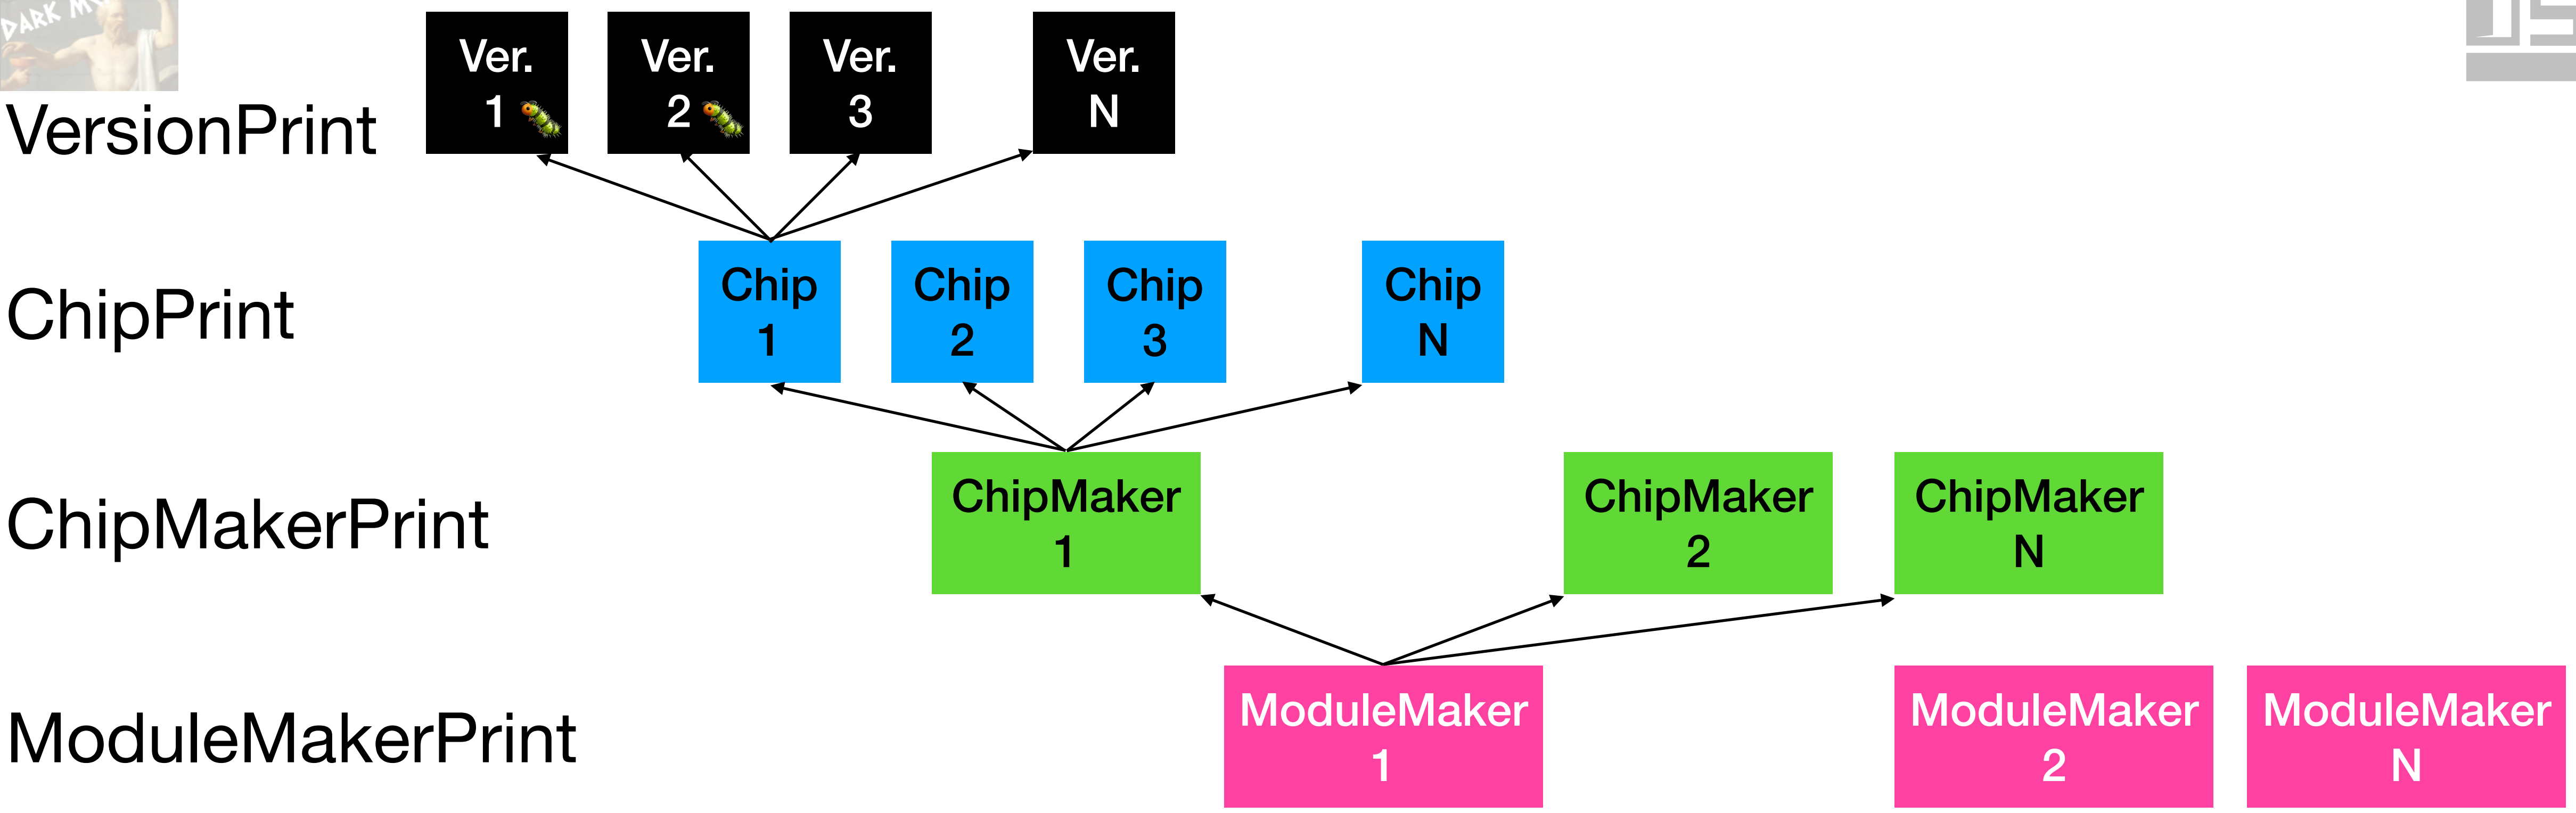 DARK
Ver.
1
Ver.
2
Ver.
3
Ver.
N
VersionPrint
Chip
1
Chip
2
Chip
3
Chip
N
ChipPrint
ChipMaker
1
ChipMaker
2
ChipMaker
N
ChipMakerPrint
ModuleMaker
1
ModuleMaker
2
ModuleMaker
N
ModuleMakerPrint